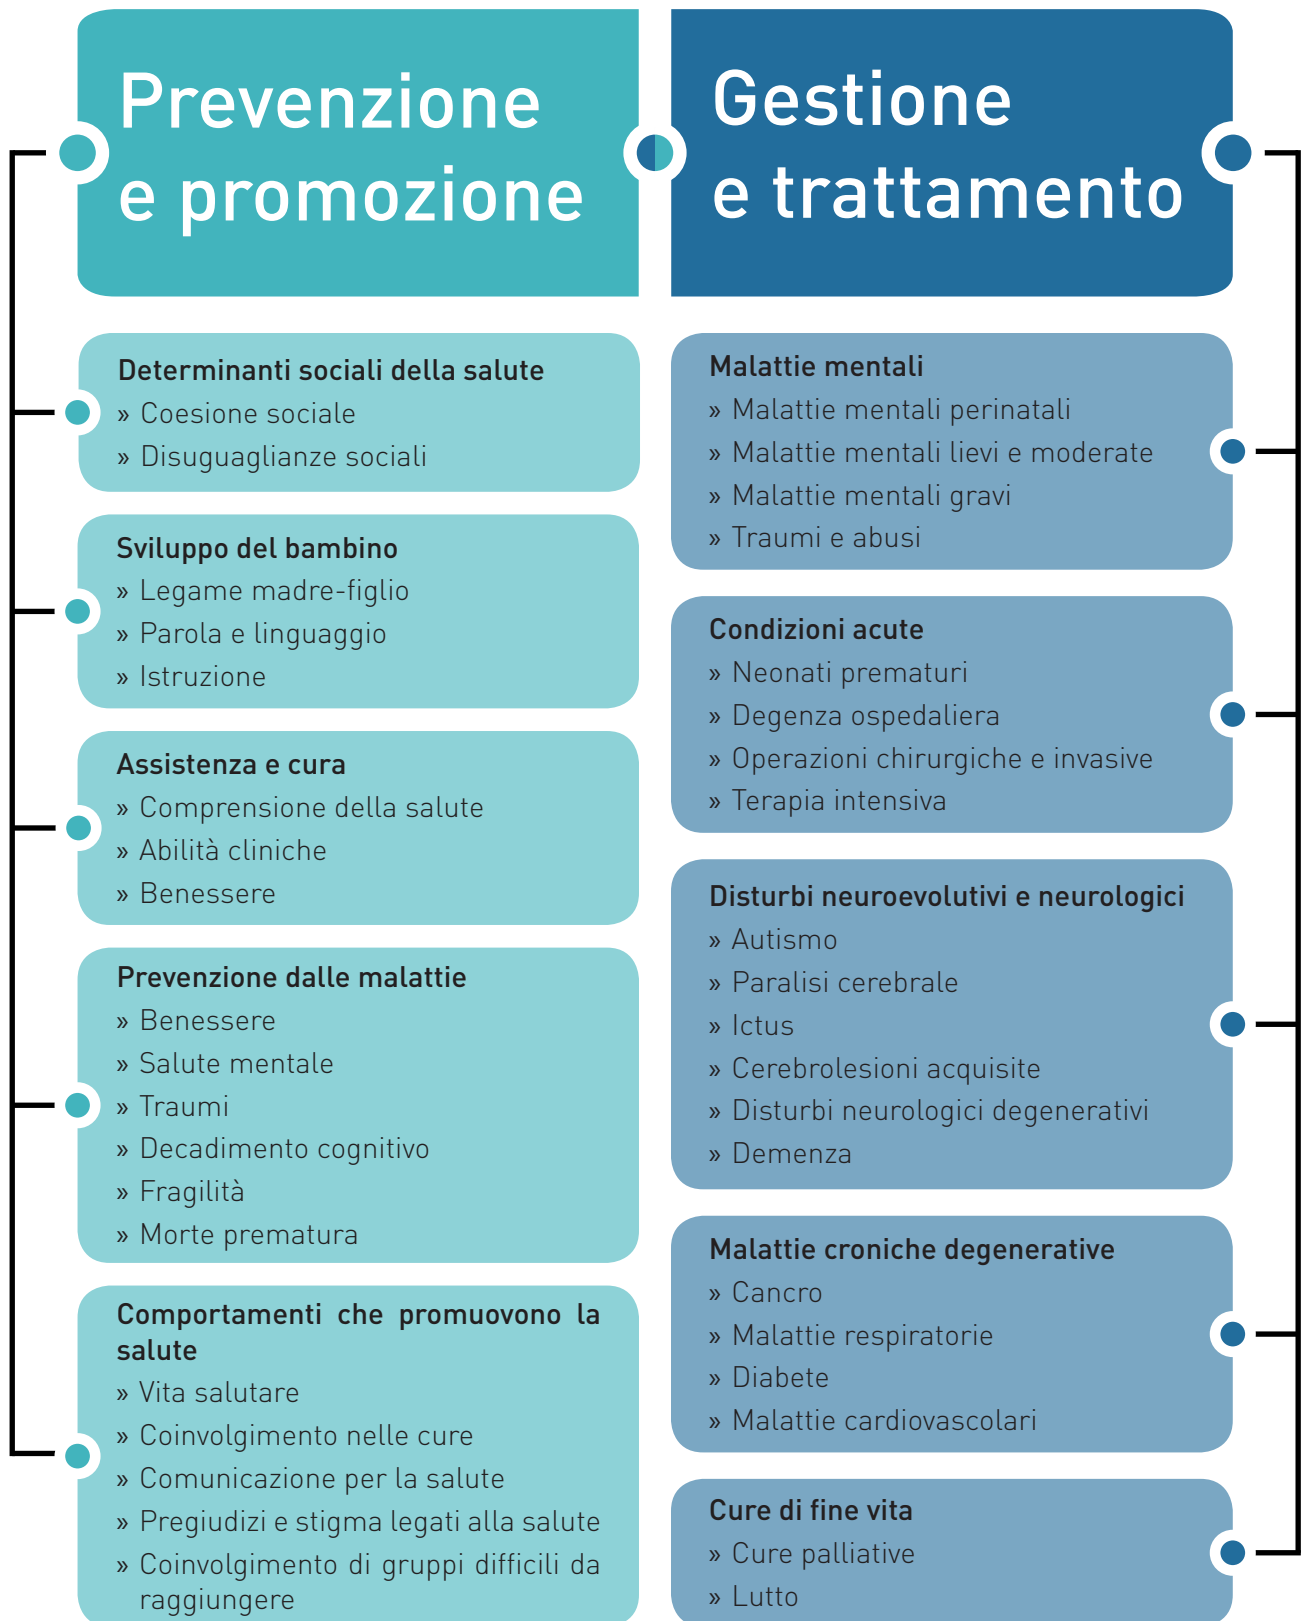 Prevenzione
e promozione
Determinanti sociali della salute
» Coesione sociale
» Disuguaglianze sociali
Sviluppo del bambino
» Legame madre-figlio
» Parola e linguaggio
» Istruzione
Assistenza e cura
» Comprensione della salute
» Abilità cliniche
» Benessere
Prevenzione dalle malattie
» Benessere
» Salute mentale
» Traumi
» Decadimento cognitivo
» Fragilità
» Morte prematura
Comportamenti che promuovono la
salute
» Vita salutare
» Coinvolgimento nelle cure
» Comunicazione per la salute
» Pregiudizi e stigma legati alla salute
» Coinvolgimento di gruppi difficili da
raggiungere
Gestione
e trattamento
Malattie mentali
» Malattie mentali perinatali
» Malattie mentali lievi e moderate
» Malattie mentali gravi
» Traumi e abusi
Condizioni acute
» Neonati prematuri
» Degenza ospedaliera
» Operazioni chirurgiche e invasive
» Terapia intensiva
Disturbi neuroevolutivi e neurologici
» Autismo
» Paralisi cerebrale
» Ictus
» Cerebrolesioni acquisite
» Disturbi neurologici degenerativi
» Demenza
Malattie croniche degenerative
» Cancro
» Malattie respiratorie
» Diabete
» Malattie cardiovascolari
Cure di fine vita
» Cure palliative
» Lutto